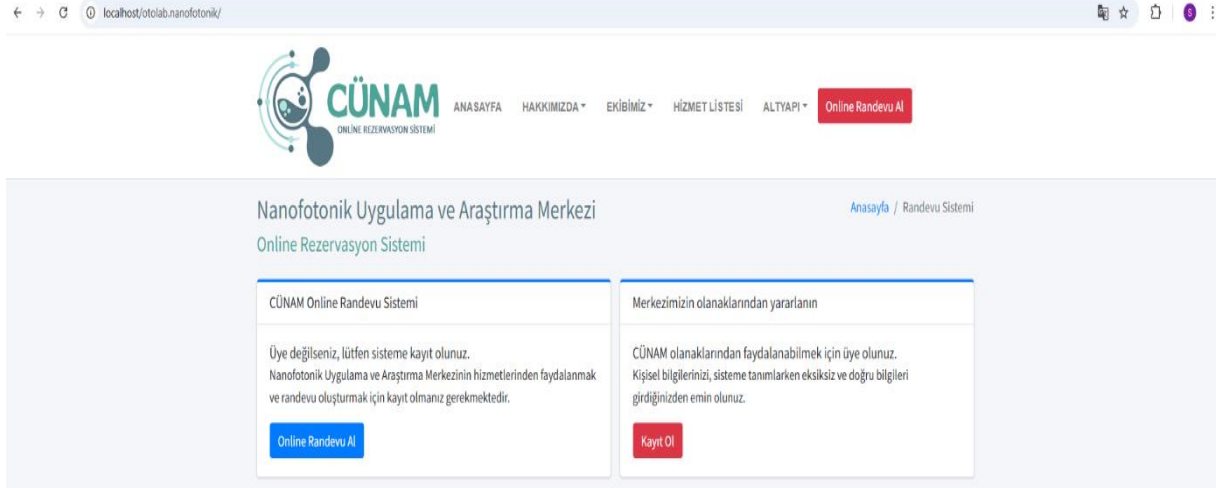 localhost/otolab.nanofotonik/
S
CÜNAM
ONLİNE REZERVASYON SİSTEMİ
ANASAYFA HAKKIMIZDA EKİBİMİZ HİZMET LİSTESİ ALTYAPI Online Randevu Al
Nanofotonik Uygulama ve Araştırma Merkezi
Anasayfa / Randevu Sistemi
Online Rezervasyon Sistemi
CÜNAM Online Randevu Sistemi
Üye değilseniz, lütfen sisteme kayıt olunuz.
Nanofotonik Uygulama ve Araştırma Merkezinin hizmetlerinden faydalanmak
ve randevu oluşturmak için kayıt olmanız gerekmektedir.
Online Randevu Al
Merkezimizin olanaklarından yararlanın
CÜNAM olanaklarından faydalanabilmek için üye olunuz.
Kişisel bilgilerinizi, sisteme tanımlarken eksiksiz ve doğru bilgileri
girdiğinizden emin olunuz.
Kayıt Ol